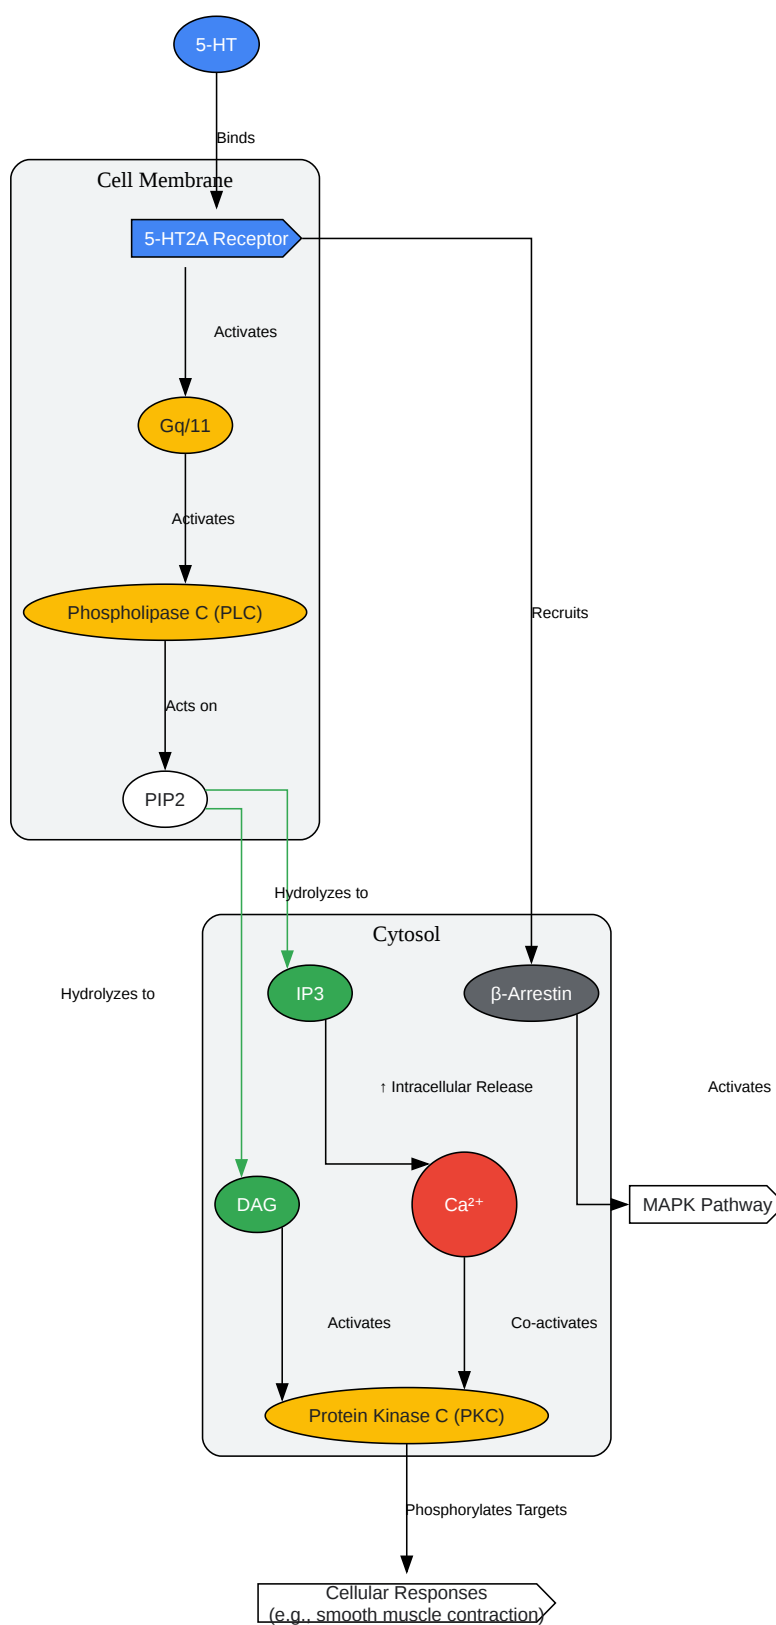 5-HT
Binds
Cell Membrane
5-HT2A Receptor
Activates
Gq/11
Activates
Phospholipase C (PLC)
Recruits
Acts on
PIP2
Hydrolyzes to
Cytosol
IP3
β-Arrestin
Hydrolyzes to
↑ Intracellular Release
Activates
DAG
Ca²⁺
MAPK Pathway
Activates
Co-activates
Protein Kinase C (PKC)
Phosphorylates Targets
Cellular Responses
(e.g., smooth muscle contraction)